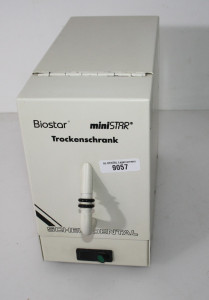 Biostar miniSTAR*
Trockenschrank
9057